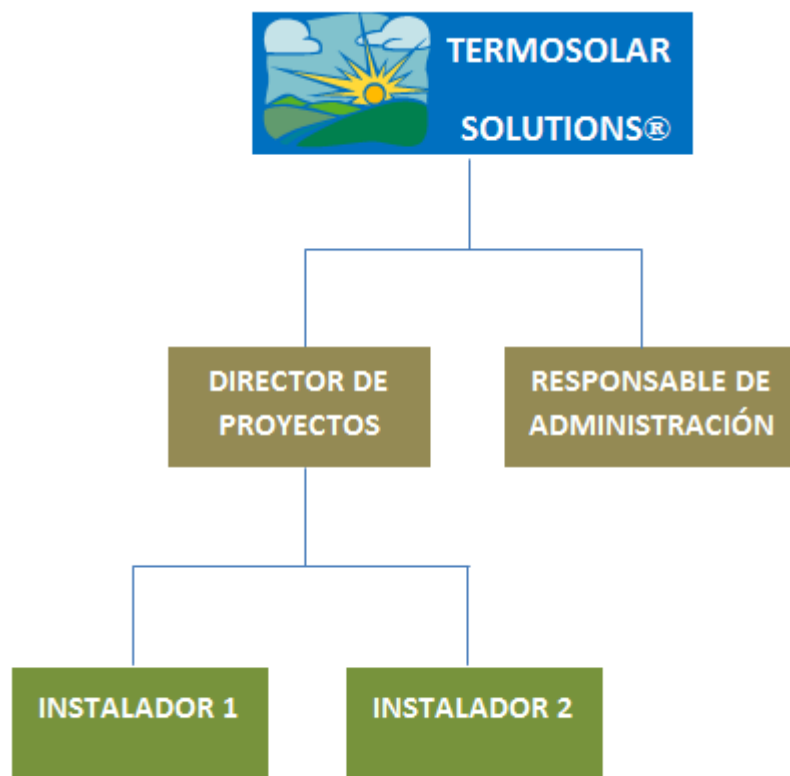 TERMOSOLAR
SOLUTIONS®
DIRECTOR DE
PROYECTOS
RESPONSABLE DE
ADMINISTRACIÓN
INSTALADOR 1
INSTALADOR 2